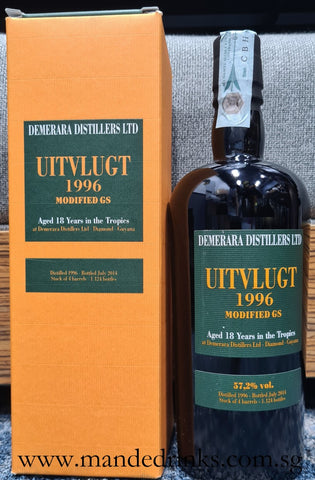 DEMERARA DISTILLERS LTD
UITVLUGT
1996
MODIFIED GS
Aged 18 Years in the Tropics
at Demerara Distillers Ltd - Diamond - Guyana
Distilled 1996 - Bottled July 2014
Stock of 4 barrels - 1.124 bottles
DEMERARA DISTILLERS LTD
UITVLUGT
1996
MODIFIED GS
Aged 18 Years in the Tropics
at Demerara Distillers Ltd - Diamond - Guyana
57,2% vol.
Distilled 1996 - Bottled July 2014
Stock of 4 barrels - 1.124 bottles
www.mandedrinks.com.sg